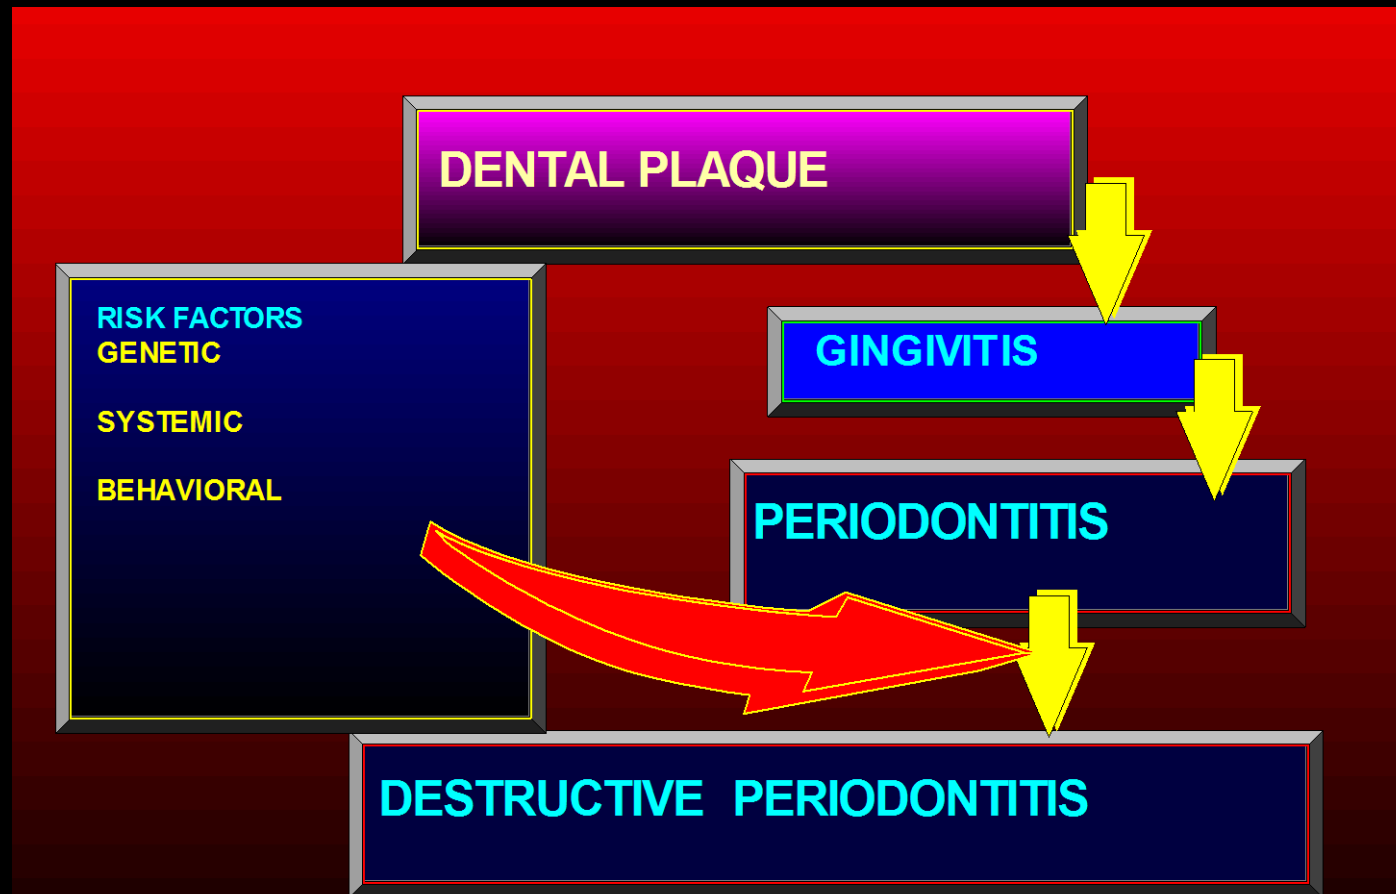 DENTAL PLAQUE
RISK FACTORS
GENETIC
SYSTEMIC
BEHAVIORAL
GINGIVITIS
PERIODONTITIS
DESTRUCTIVE PERIODONTITIS